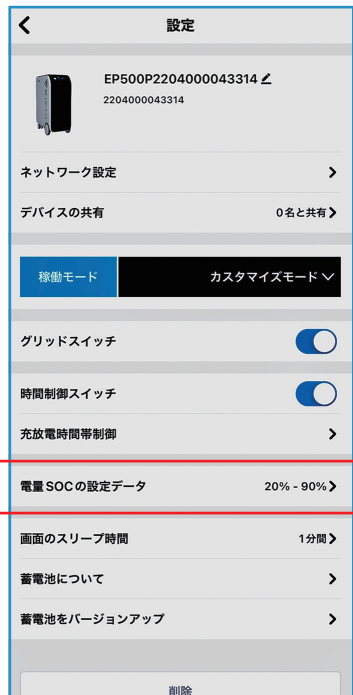 設定
EP500P2204000043314
2204000043314
ネットワーク設定
デバイスの共有 0名と共有
稼働モード カスタマイズモード
グリッドスイッチ
時間制御スイッチ
充放電時間帯制御
電量SOCの設定データ 20% - 90%
画面のスリープ時間 1分間
蓄電池について
蓄電池をバージョンアップ
削除